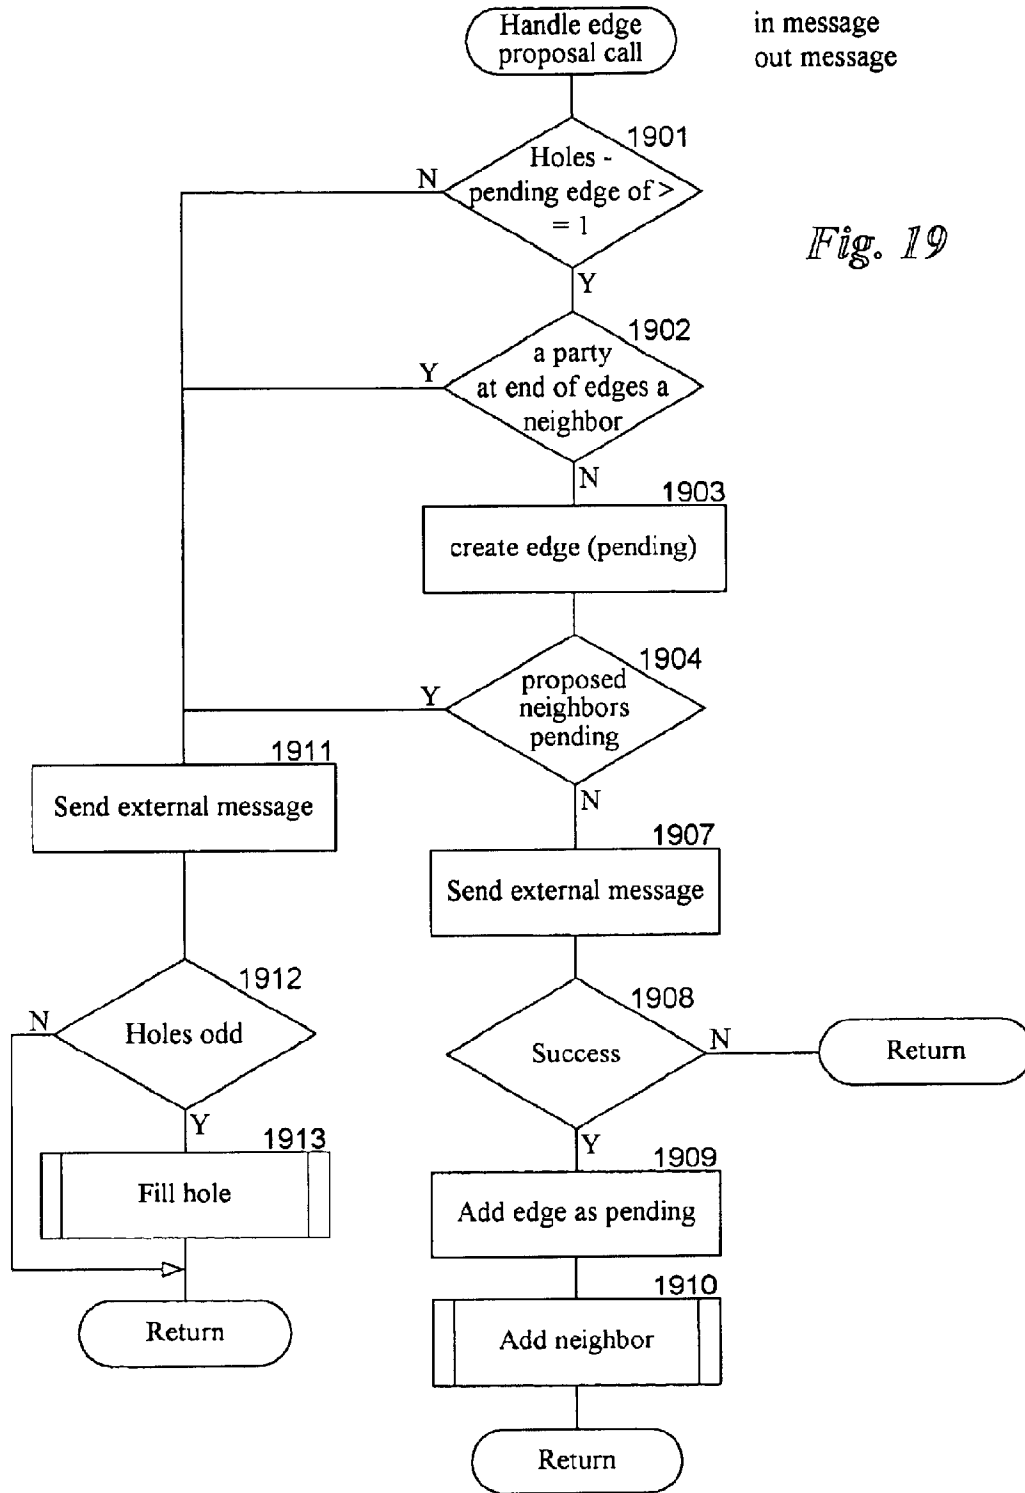 Handle edge
proposal call
in message
out message
1901
Holes -
pending edge of >
= 1
N
Y
Fig. 19
1902
a party
at end of edges a
neighbor
Y
N
1903
create edge (pending)
1904
proposed
neighbors
pending
Y
N
1911
Send external message
1907
Send external message
1912
Holes odd
N
Y
1908
Success
N
Y
Return
1913
Fill hole
1909
Add edge as pending
1910
Add neighbor
Return
Return